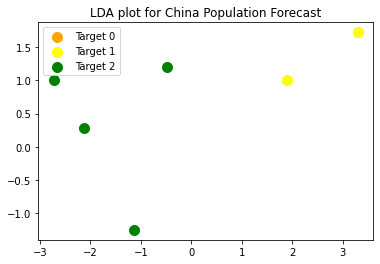 LDA plot for China Population Forecast
Target 0
Target 1
Target 2
1.5
1.0
0.5
0.0
−0.5
−1.0
−3 −2 −1 0 1 2 3